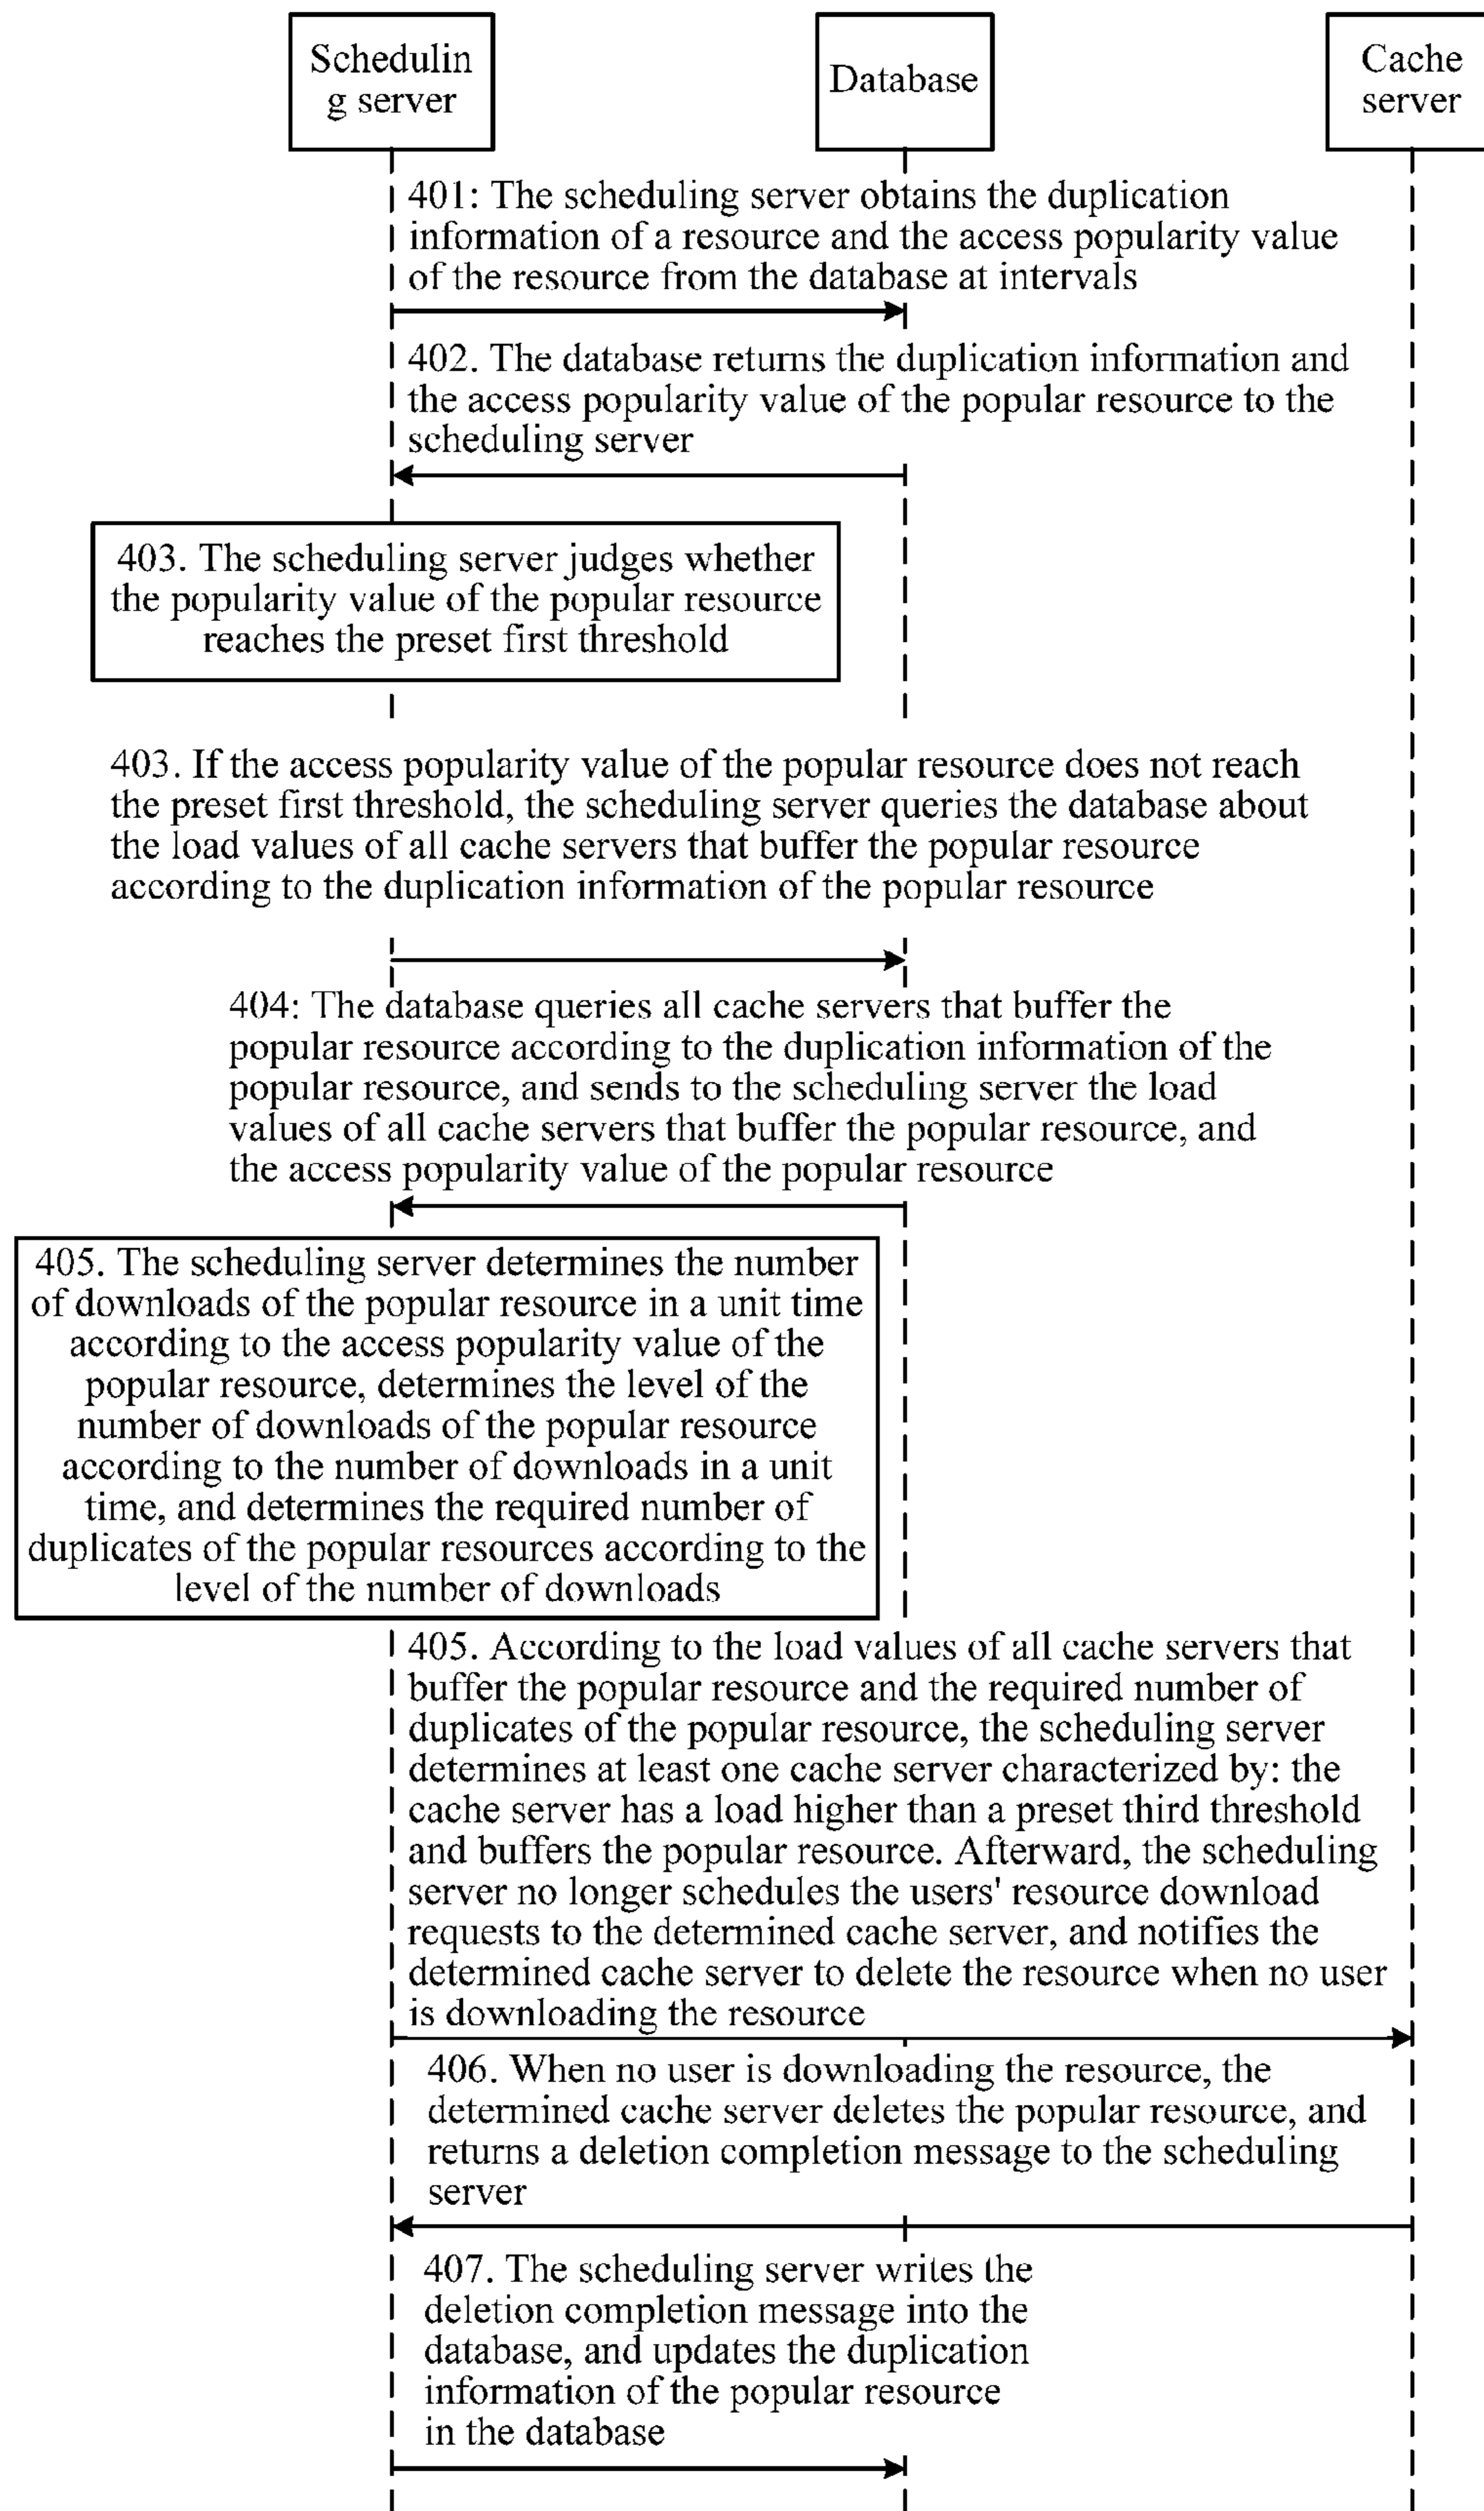 Schedulin
g server
Database
Cache
server
401: The scheduling server obtains the duplication
information of a resource and the access popularity value
of the resource from the database at intervals
402. The database returns the duplication information and
the access popularity value of the popular resource to the
scheduling server
403. The scheduling server judges whether
the popularity value of the popular resource
reaches the preset first threshold
403. If the access popularity value of the popular resource does not reach
the preset first threshold, the scheduling server queries the database about
the load values of all cache servers that buffer the popular resource
according to the duplication information of the popular resource
404: The database queries all cache servers that buffer the
popular resource according to the duplication information of the
popular resource, and sends to the scheduling server the load
values of all cache servers that buffer the popular resource, and
the access popularity value of the popular resource
405. The scheduling server determines the number
of downloads of the popular resource in a unit time
according to the access popularity value of the
popular resource, determines the level of the
number of downloads of the popular resource
according to the number of downloads in a unit
time, and determines the required number of
duplicates of the popular resources according to the
level of the number of downloads
405. According to the load values of all cache servers that
buffer the popular resource and the required number of
duplicates of the popular resource, the scheduling server
determines at least one cache server characterized by: the
cache server has a load higher than a preset third threshold
and buffers the popular resource. Afterward, the scheduling
server no longer schedules the users' resource download
requests to the determined cache server, and notifies the
determined cache server to delete the resource when no user
is downloading the resource
406. When no user is downloading the resource, the
determined cache server deletes the popular resource, and
returns a deletion completion message to the scheduling
server
407. The scheduling server writes the
deletion completion message into the
database, and updates the duplication
information of the popular resource
in the database